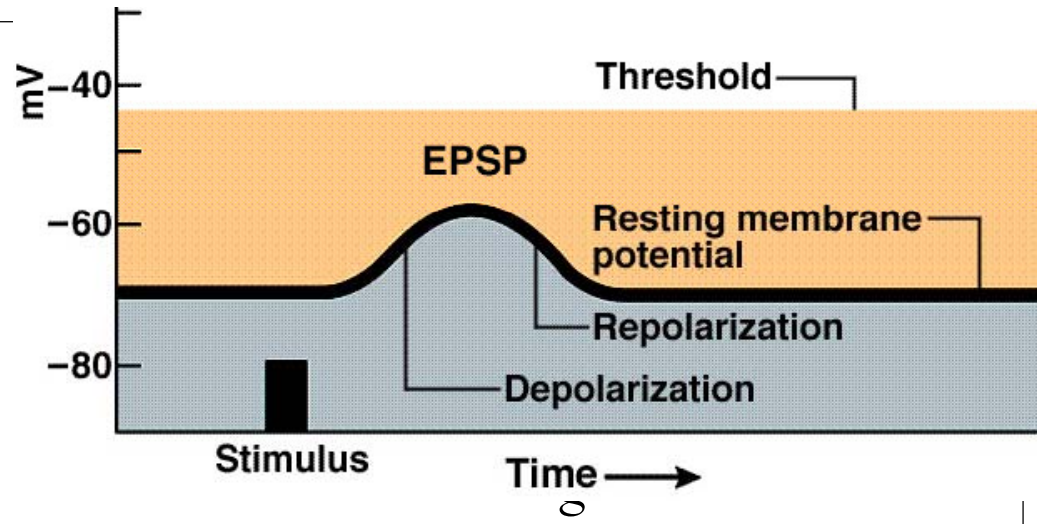 mV
−40
Threshold
EPSP
−60
Resting membrane
potential
Repolarization
−80
Depolarization
Stimulus
Time